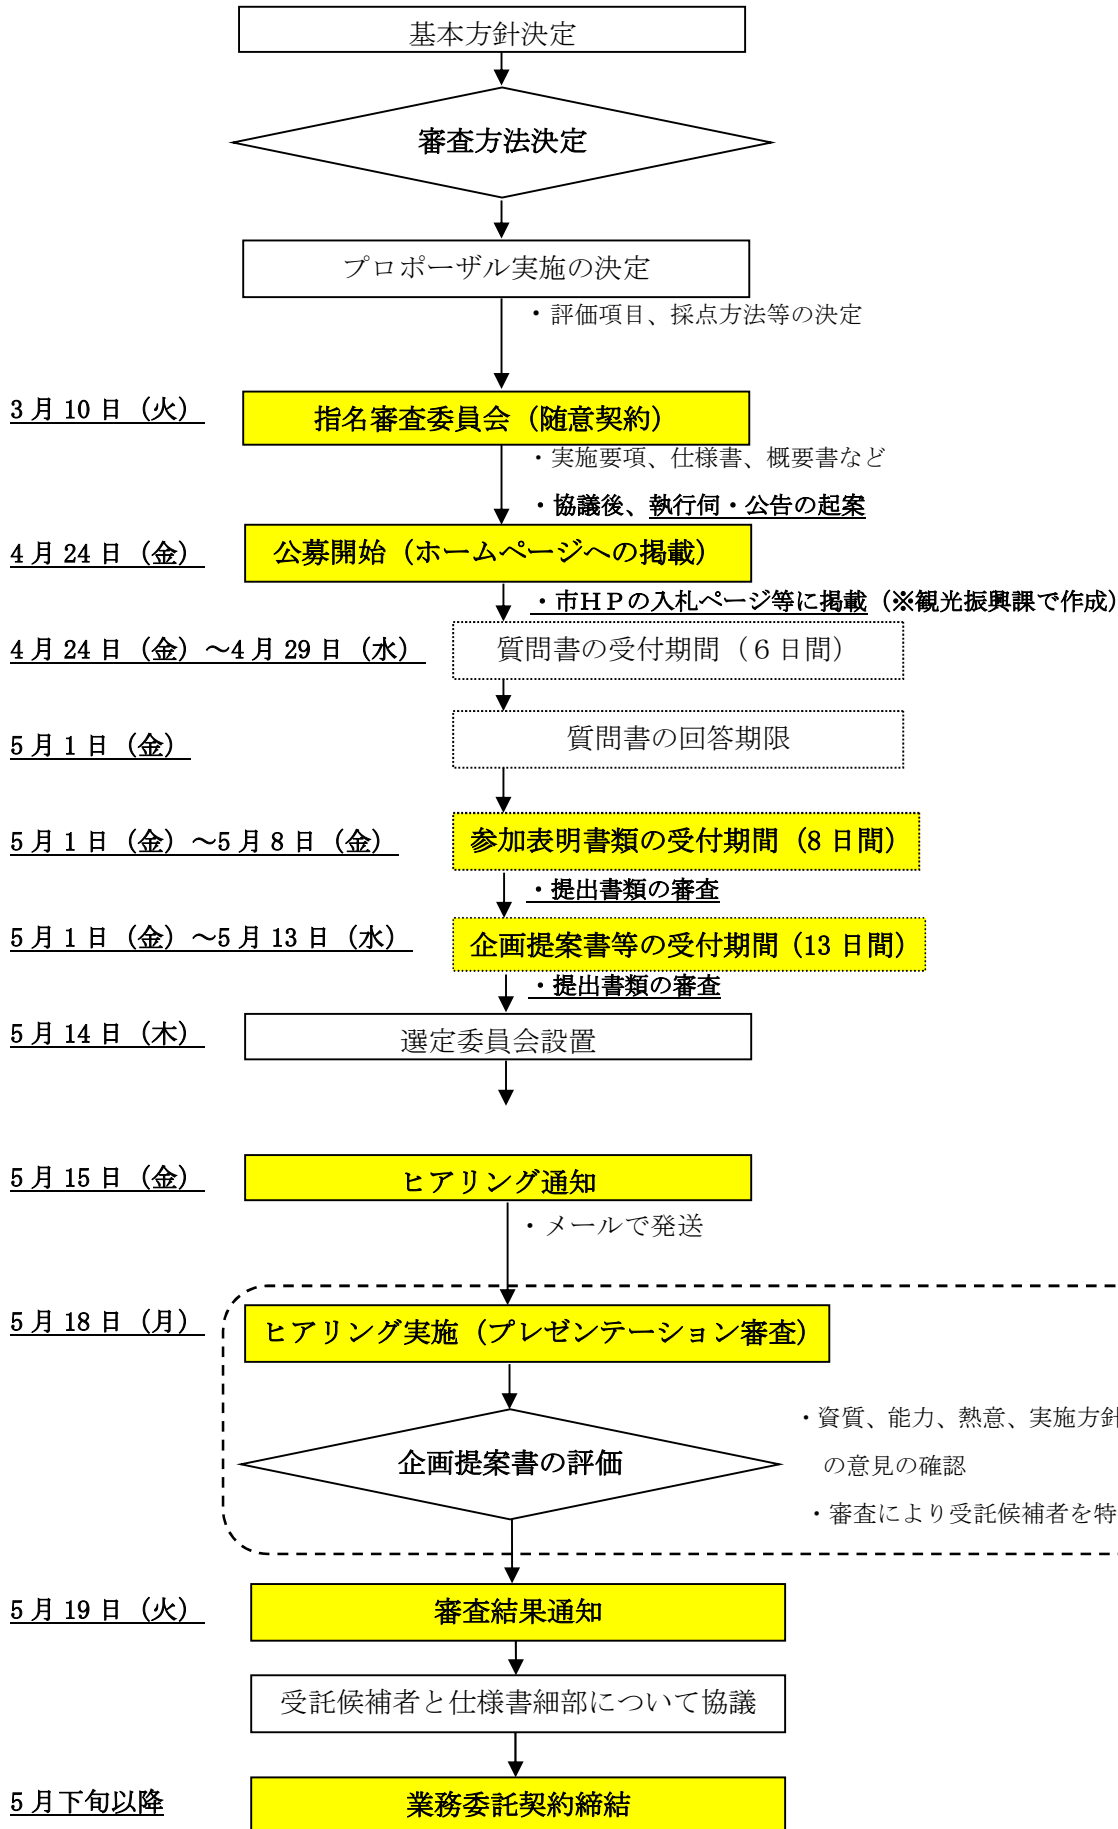 基本方針決定
審査方法決定
プロポーザル実施の決定
・評価項目、採点方法等の決定
3月10日（火）
指名審査委員会（随意契約）
・実施要項、仕様書、概要書など
・協議後、執行伺・公告の起案
4月24日（金）
公募開始（ホームページへの掲載）
・市ＨＰの入札ページ等に掲載（※観光振興課で作成）
4月24日（金）～4月29日（水）
質問書の受付期間（６日間）
5月1日（金）
質問書の回答期限
5月1日（金）～5月8日（金）
参加表明書類の受付期間（8日間）
・提出書類の審査
5月1日（金）～5月13日（水）
企画提案書等の受付期間（13日間）
・提出書類の審査
5月14日（木）
選定委員会設置
5月15日（金）
ヒアリング通知
・メールで発送
5月18日（月）
ヒアリング実施（プレゼンテーション審査）
・資質、能力、熱意、実施方針
企画提案書の評価
の意見の確認
・審査により受託候補者を特
5月19日（火）
審査結果通知
受託候補者と仕様書細部について協議
5月下旬以降
業務委託契約締結